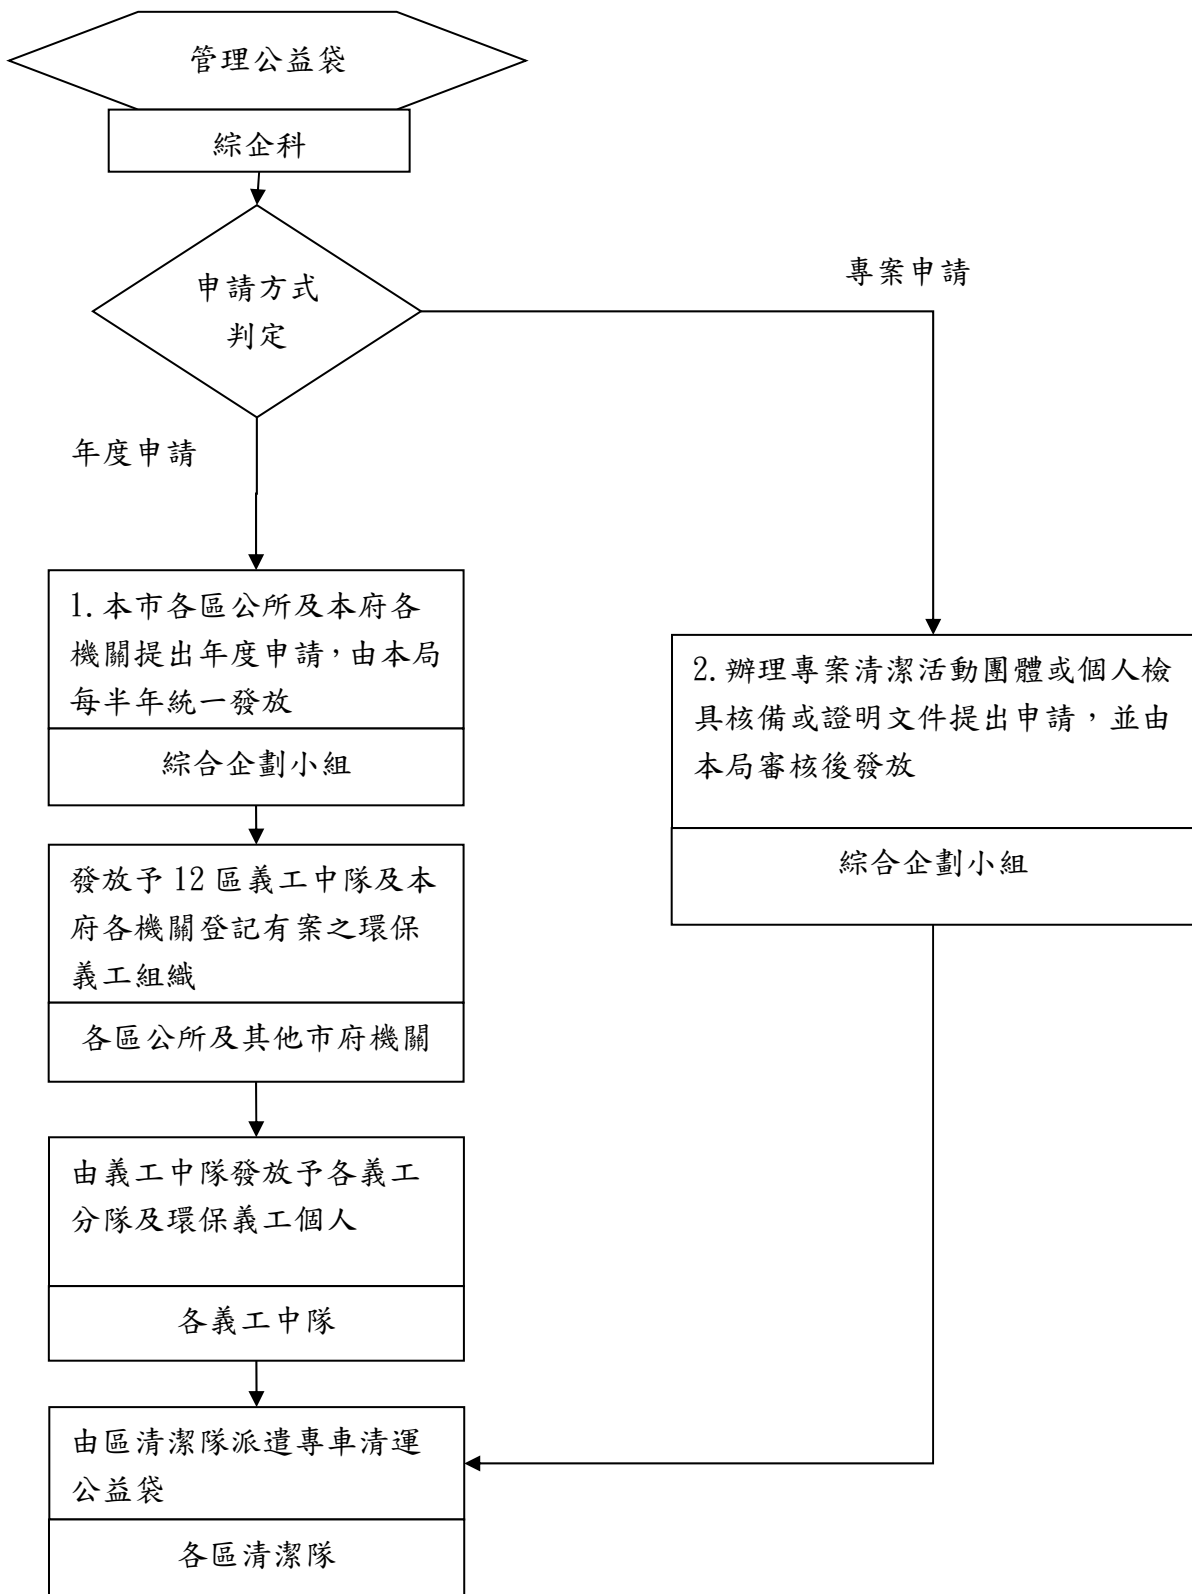 管理公益袋
綜企科
申請方式
判定
專案申請
年度申請
1.本市各區公所及本府各
機關提出年度申請，由本局
每半年統一發放
綜合企劃小組
2.辦理專案清潔活動團體或個人檢
具核備或證明文件提出申請，並由
本局審核後發放
綜合企劃小組
發放予 12 區義工中隊及本
府各機關登記有案之環保
義工組織
各區公所及其他市府機關
由義工中隊發放予各義工
分隊及環保義工個人
各義工中隊
由區清潔隊派遣專車清運
公益袋
各區清潔隊